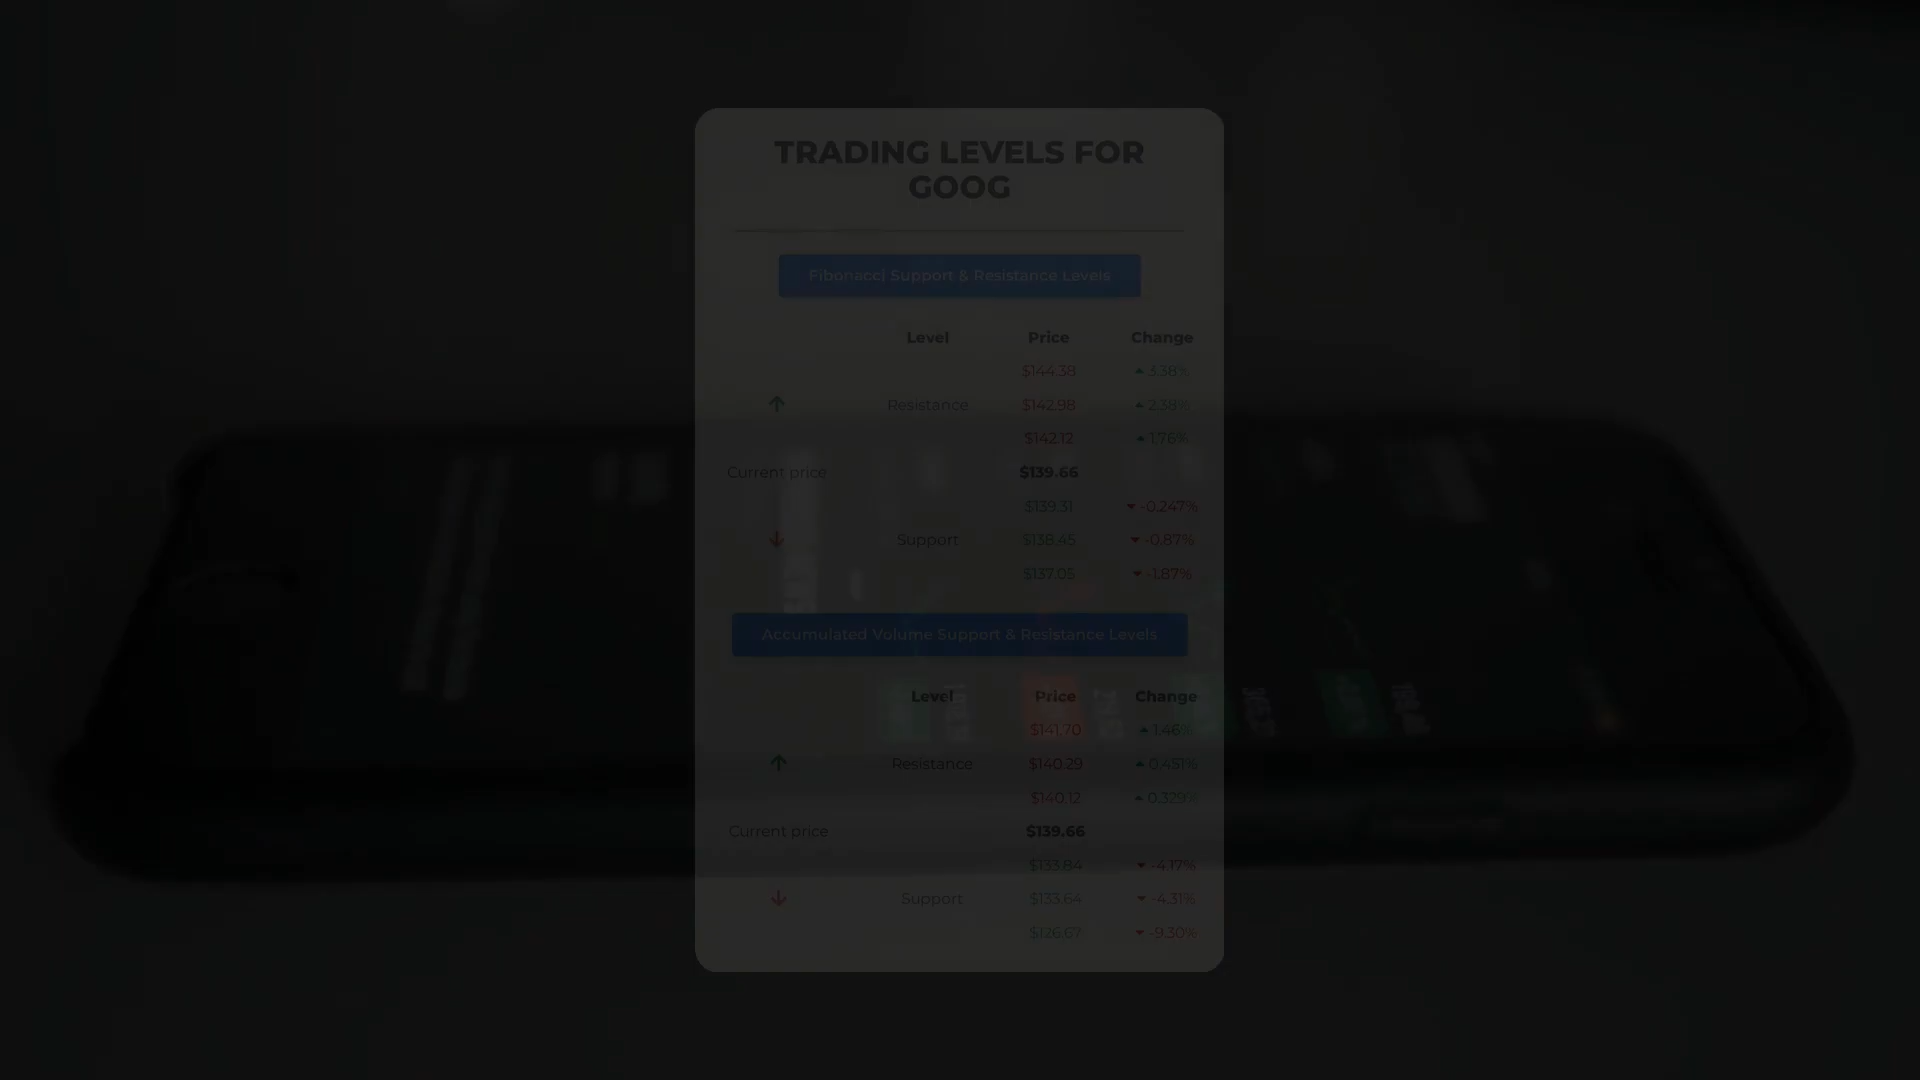 TRADING LEVELS FOR
GOOG
Fibonacci Support & Resistance Levels
Level Price Change
$144.38 3.38%
Resistance $142.98 2.38%
$142.12 1.76%
Current price $139.66
$139.31 -0.247%
Support $138.45 -0.87%
$137.05 -1.87%
Accumulated Volume Support & Resistance Levels
Level Price Change
$141.70 1.46%
Resistance $140.29 0.451%
$140.12 0.329%
Current price $139.66
$133.84 -4.17%
Support $133.64 -4.31%
$126.67 -9.30%